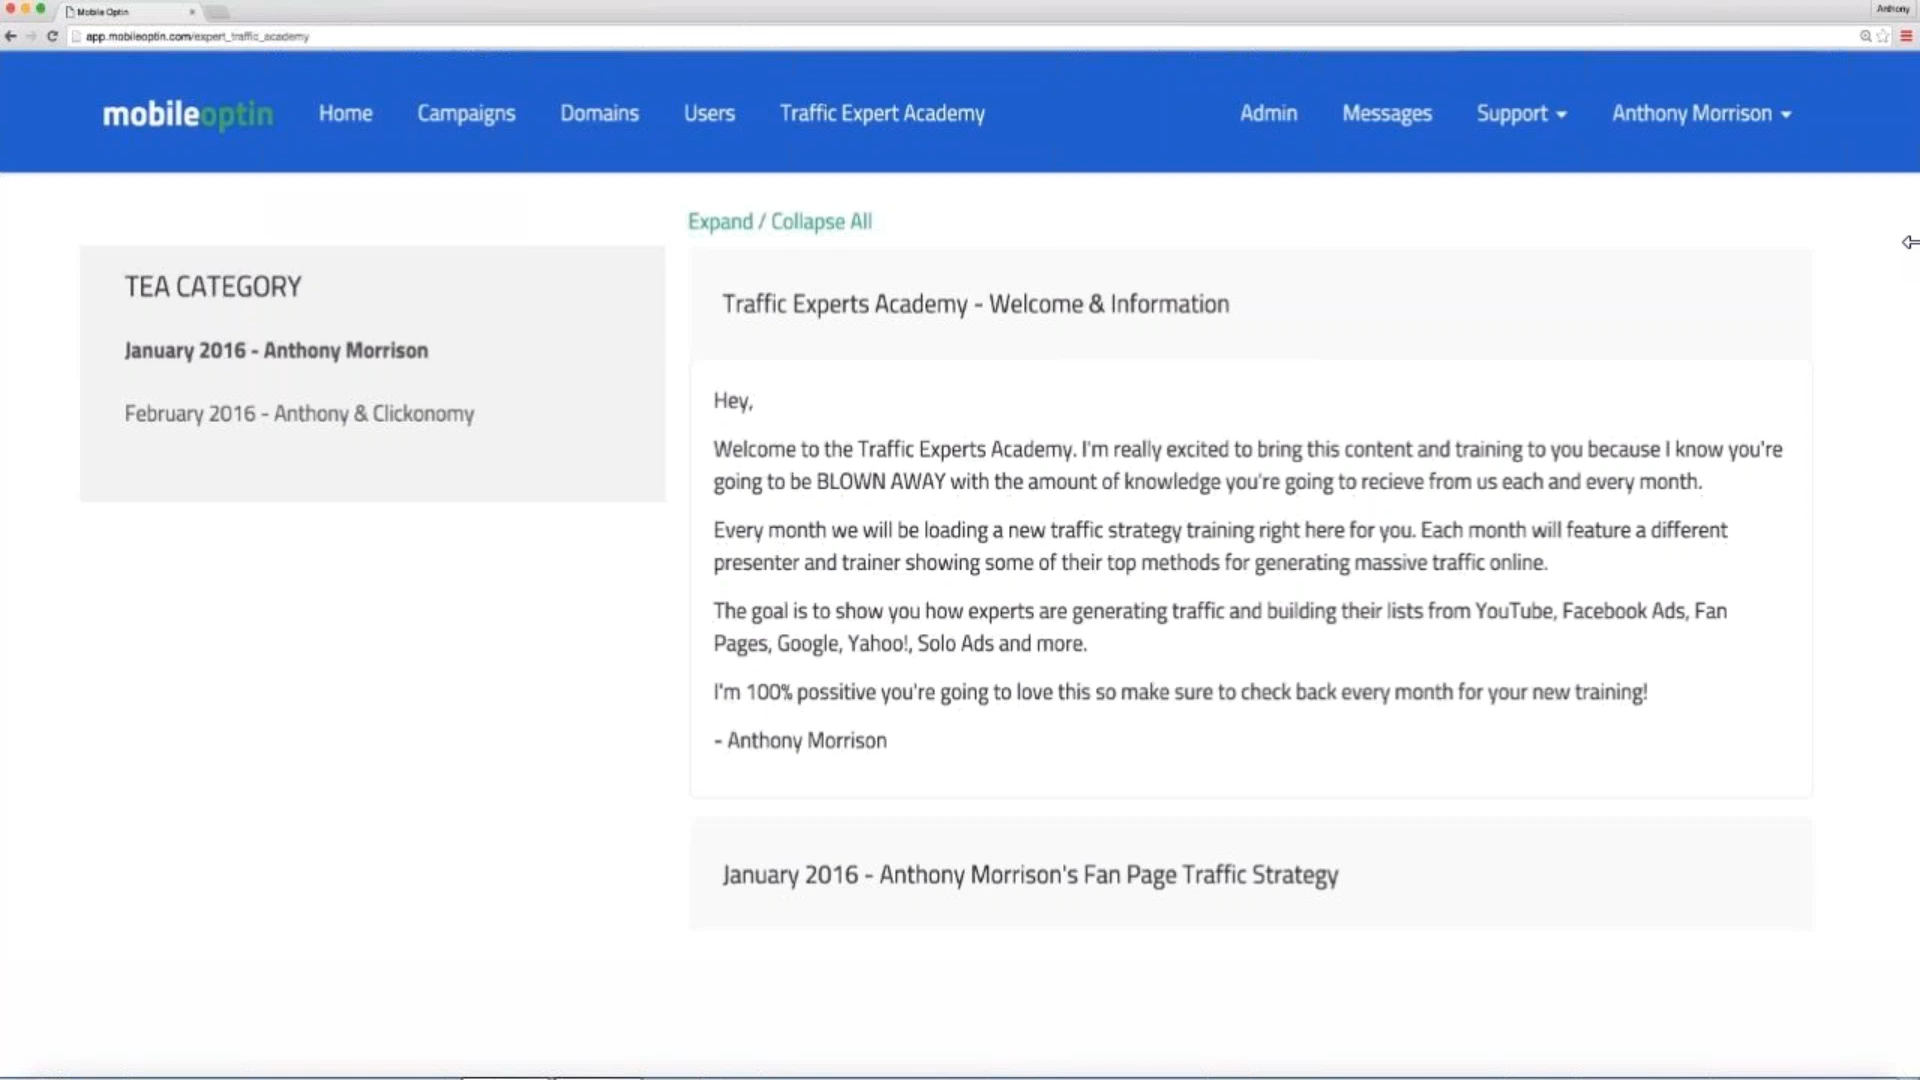 Mobile Optin
Anthony
app.mobileoptin.com/expert_traffic_academy
mobileoptin Home Campaigns Domains Users Traffic Expert Academy Admin Messages Support Anthony Morrison
Expand / Collapse All
TEA CATEGORY
January 2016 - Anthony Morrison
February 2016 - Anthony & Clickonomy
Traffic Experts Academy - Welcome & Information
Hey,
Welcome to the Traffic Experts Academy. I'm really excited to bring this content and training to you because I know you're
going to be BLOWN AWAY with the amount of knowledge you're going to recieve from us each and every month.
Every month we will be loading a new traffic strategy training right here for you. Each month will feature a different
presenter and trainer showing some of their top methods for generating massive traffic online.
The goal is to show you how experts are generating traffic and building their lists from YouTube, Facebook Ads, Fan
Pages, Google, Yahoo!, Solo Ads and more.
I'm 100% possitive you're going to love this so make sure to check back every month for your new training!
- Anthony Morrison
January 2016 - Anthony Morrison's Fan Page Traffic Strategy